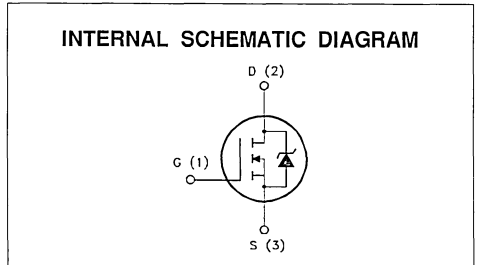 INTERNAL SCHEMATIC DIAGRAM
D (2)
G (1)
S (3)